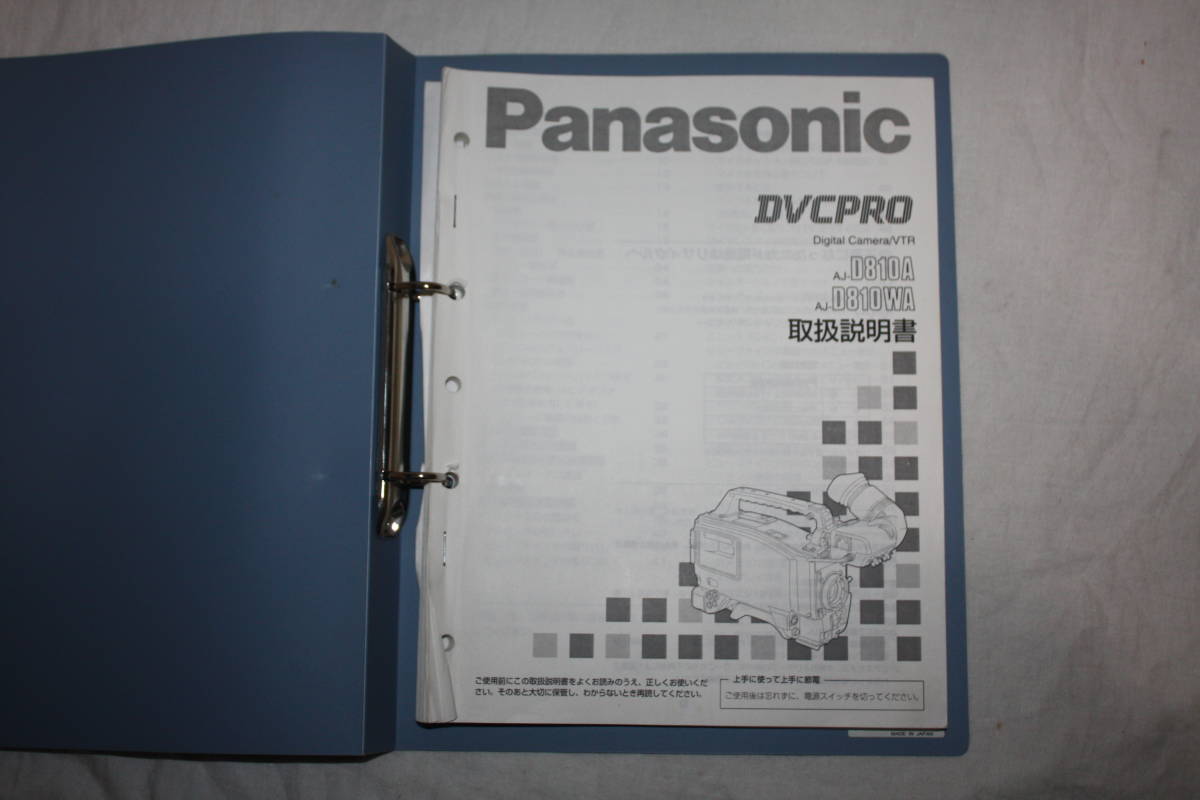 Panasonic
DVCPRO
Digital Camera/VTR
AJ-D810A
AJ-D810WA
取扱説明書
ご使用前にこの取扱説明書をよくお読みのうえ、正しくお使いくだ
さい。そのあと大切に保管し、わからないとき再読してください。
上手に使って上手に節電
ご使用後は忘れずに、電源スイッチを切ってください。
MADE IN JAPAN